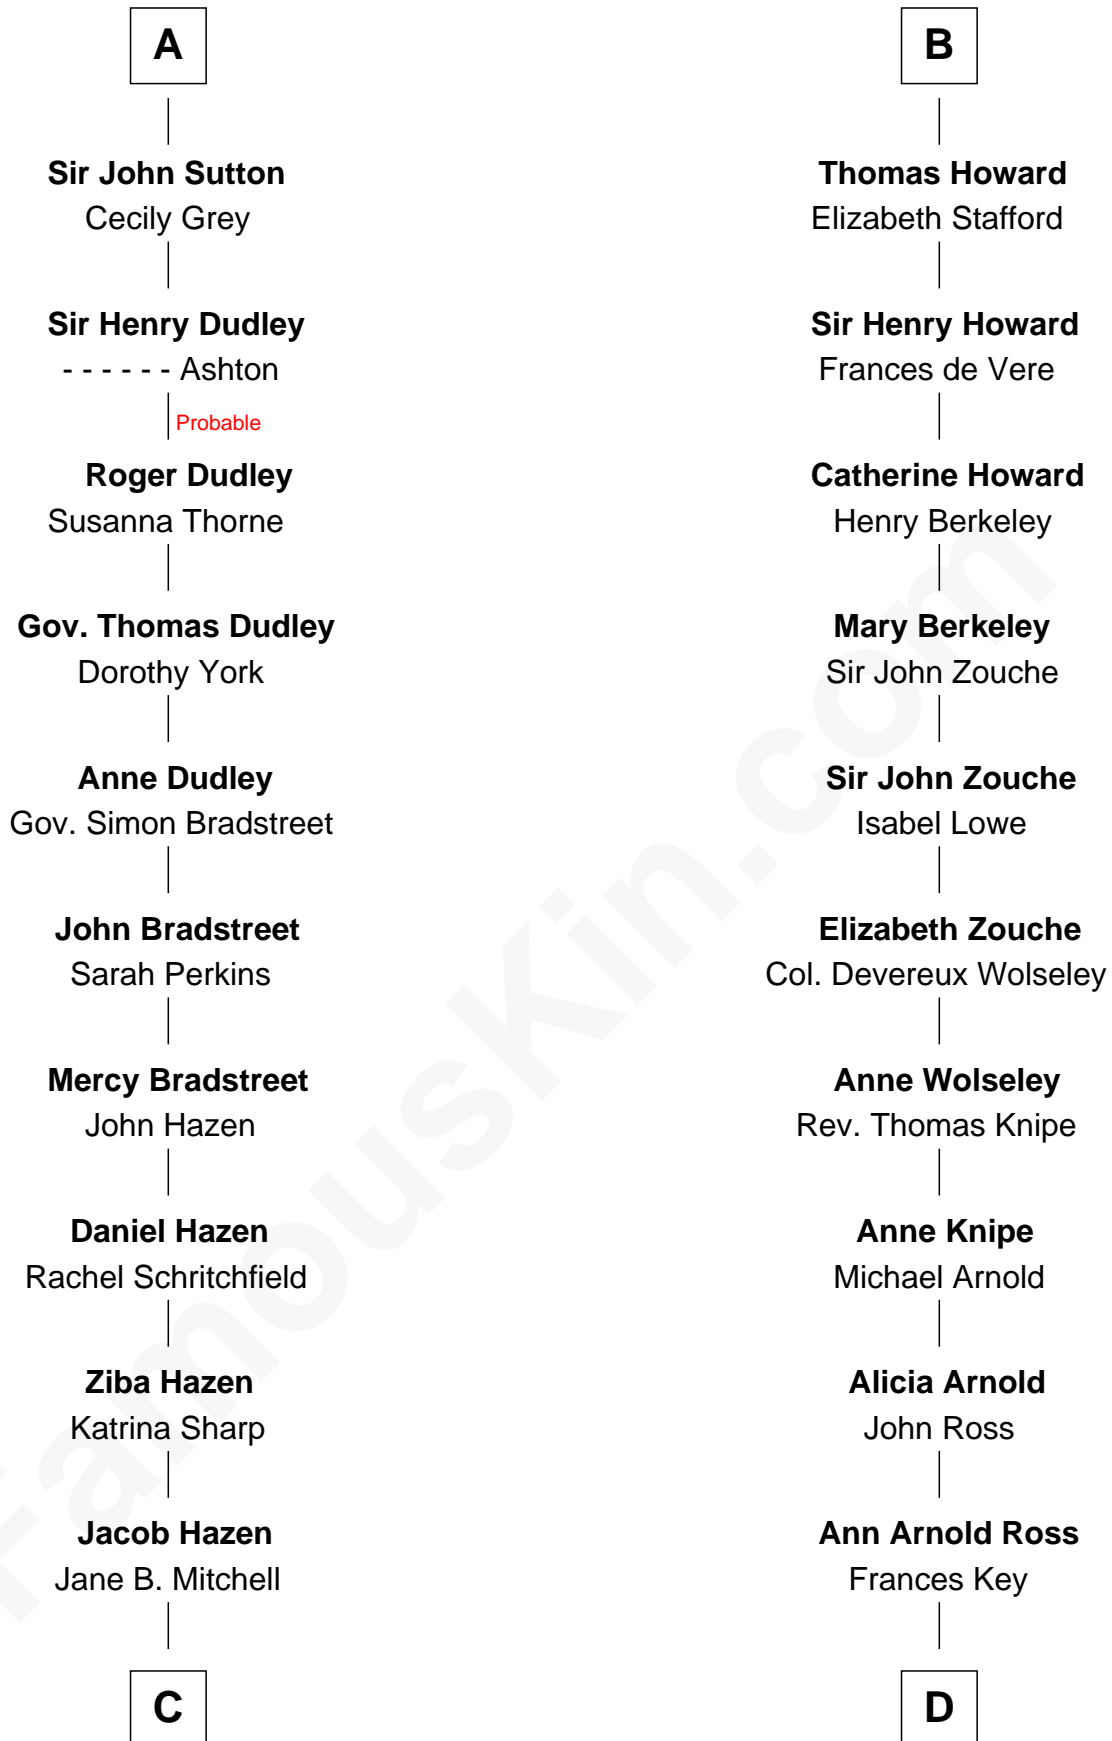 A
Sir John Sutton
Cecily Grey
Sir Henry Dudley
- - - - - - Ashton
Probable
Roger Dudley
Susanna Thorne
Gov. Thomas Dudley
Dorothy York
Anne Dudley
Gov. Simon Bradstreet
John Bradstreet
Sarah Perkins
Mercy Bradstreet
John Hazen
Daniel Hazen
Rachel Schritchfield
Ziba Hazen
Katrina Sharp
Jacob Hazen
Jane B. Mitchell
C
B
Thomas Howard
Elizabeth Stafford
Sir Henry Howard
Frances de Vere
Catherine Howard
Henry Berkeley
Mary Berkeley
Sir John Zouche
Sir John Zouche
Isabel Lowe
Elizabeth Zouche
Col. Devereux Wolseley
Anne Wolseley
Rev. Thomas Knipe
Anne Knipe
Michael Arnold
Alicia Arnold
John Ross
Ann Arnold Ross
Frances Key
D
FamousKin.com